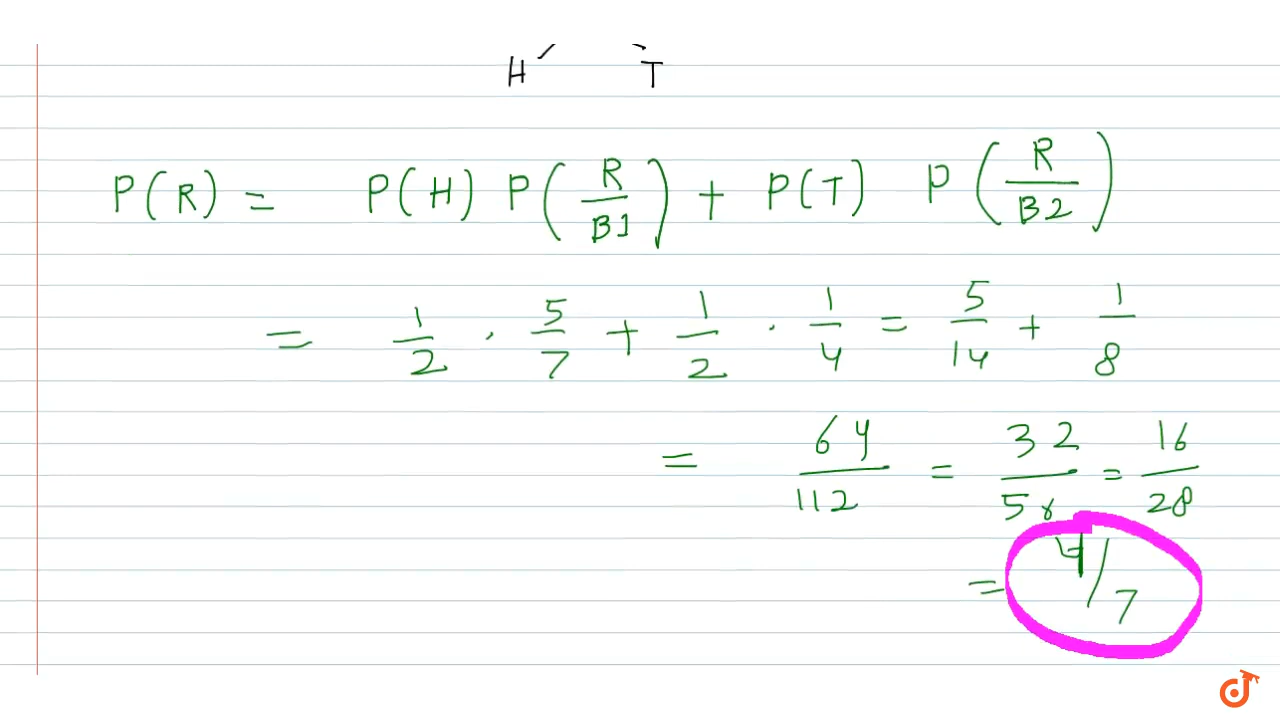 H T
P(R) = P(H) P(R/B1) + P(T) P(R/B2)
= 1/2 · 5/7 + 1/2 · 1/4 = 5/14 + 1/8
= 64/112 = 32/56 = 16/28
= 4/7